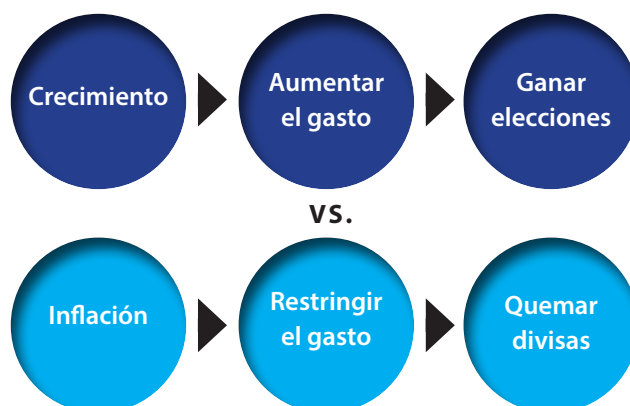 Crecimiento
Aumentar
el gasto
Ganar
elecciones
vs.
Inflación
Restringir
el gasto
Quemar
divisas